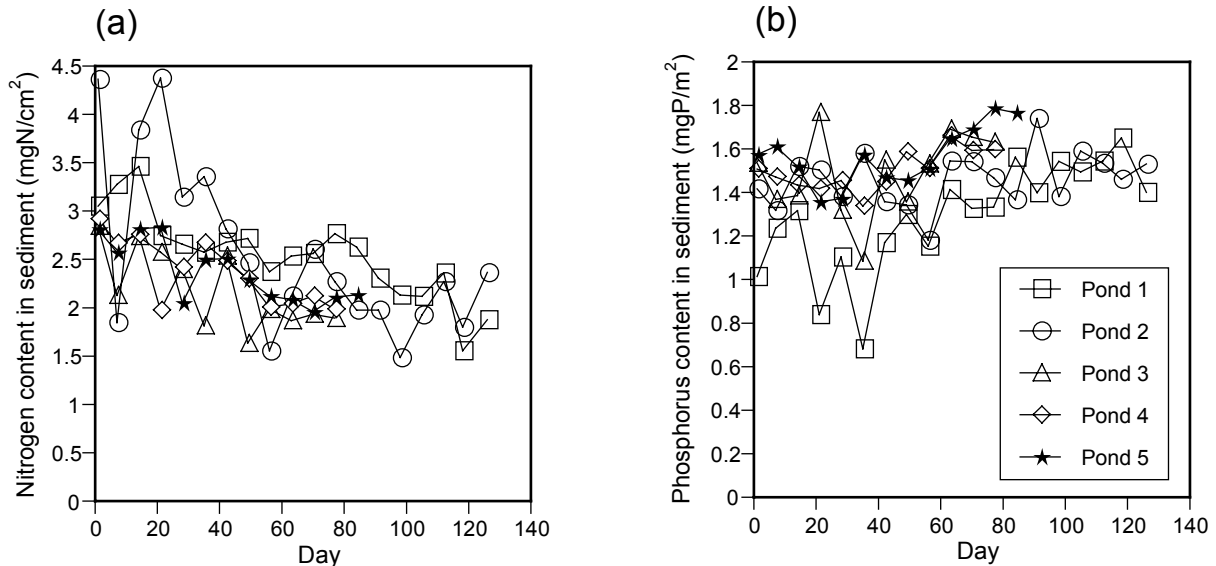 (a)
Nitrogen content in sediment (mgN/cm²)
4.5
4
3.5
3
2.5
2
1.5
1
0.5
0
0 20 40 60 80 100 120 140
Day
(b)
Phosphorus content in sediment (mgP/m²)
2
1.8
1.6
1.4
1.2
1
0.8
0.6
0.4
0.2
0
0 20 40 60 80 100 120 140
Day
Pond 1
Pond 2
Pond 3
Pond 4
Pond 5